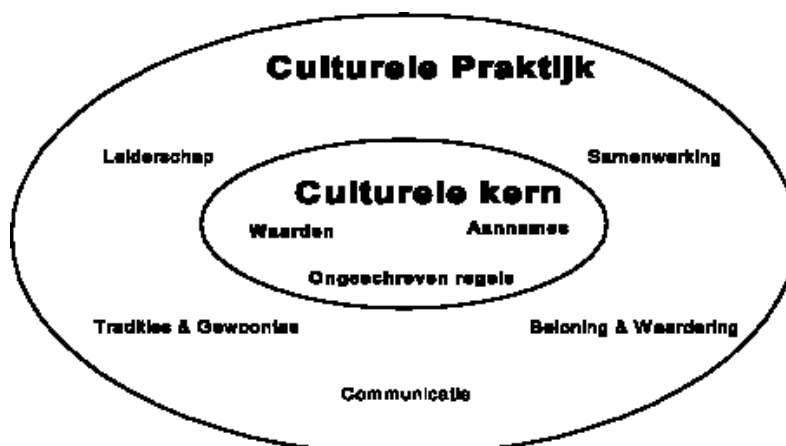 Culturele Praktijk
Leiderschap
Samenwerking
Culturele kern
Waarden
Aannames
Ongeschreven regels
Tradities & Gewoontes
Beloning & Waardering
Communicatie